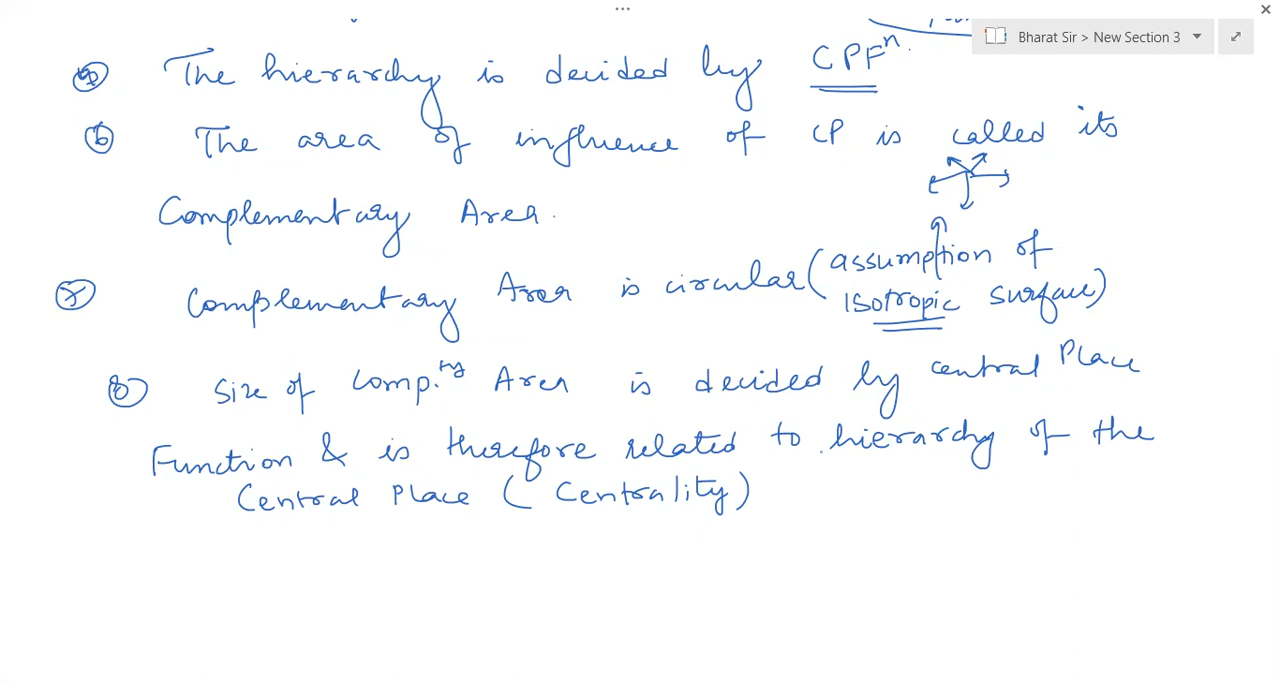 Bharat Sir > New Section 3
The hierarchy is decided by CPFⁿ.
(b) The area of influence of CP is called its
Complementary Area.
Complementary Area is circular (assumption of
isotropic surface)
Size of Comp.ry Area is decided by central Place
Function & is therefore related to hierarchy of the
Central Place (Centrality)